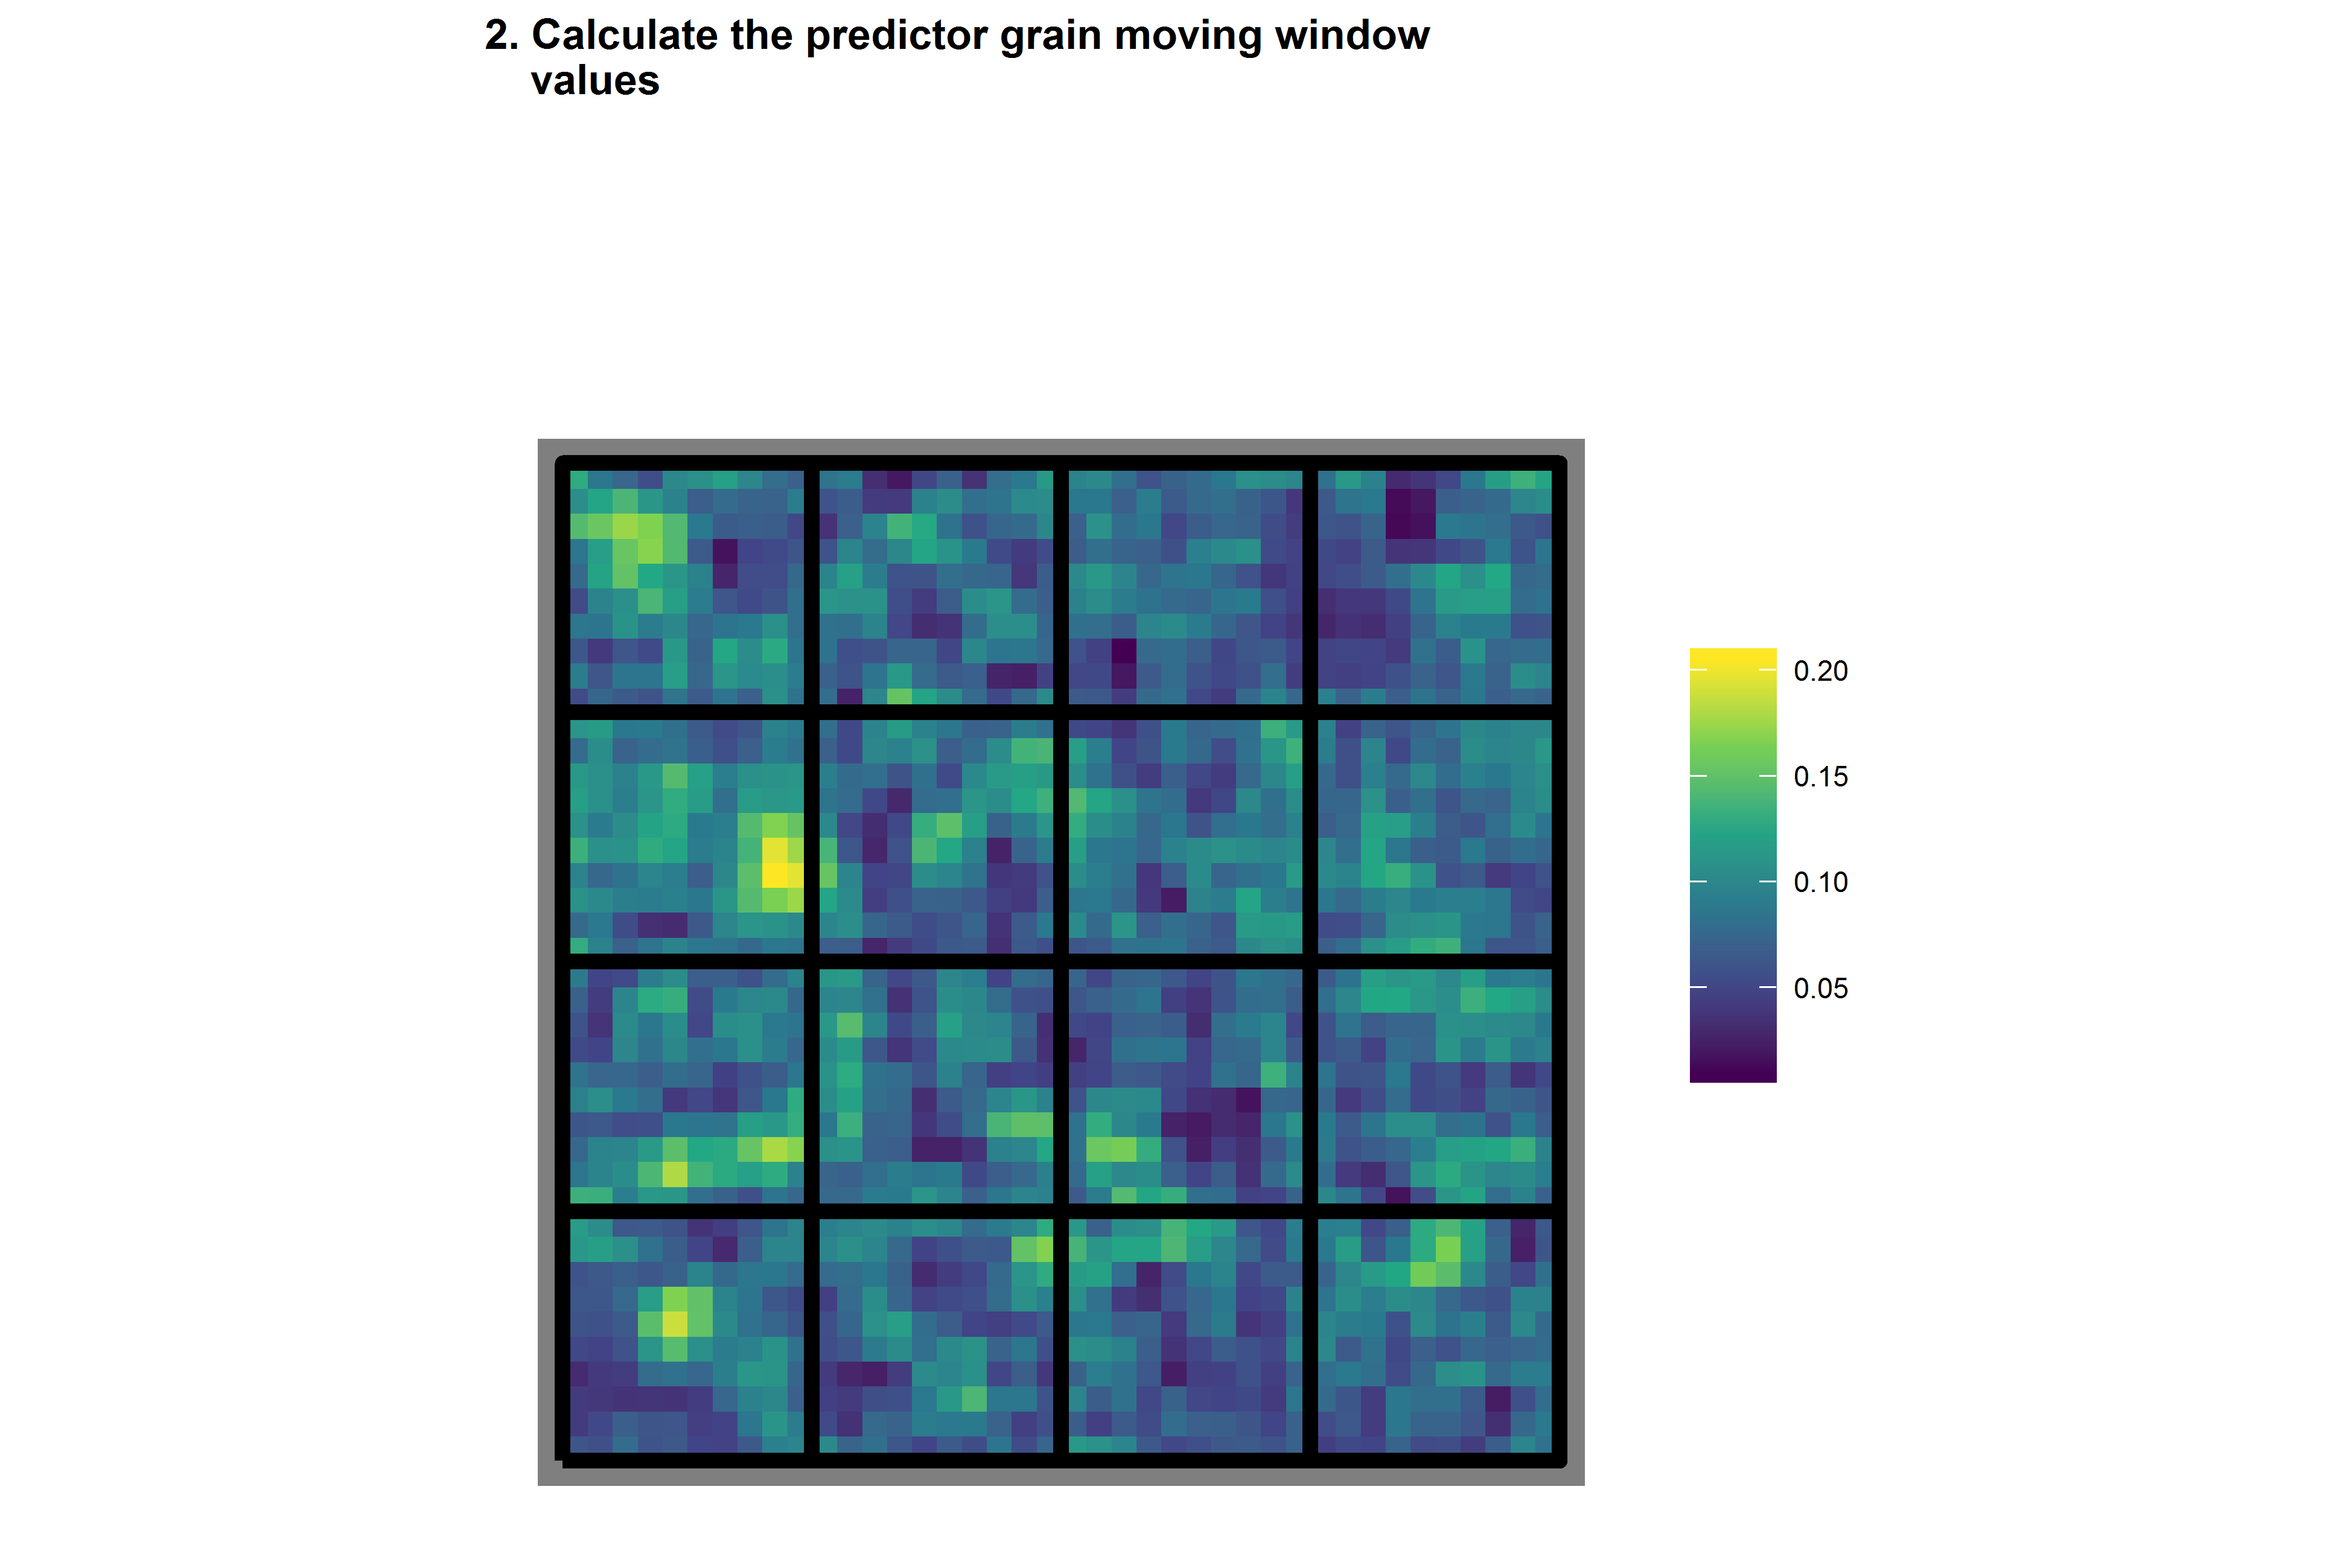 2. Calculate the predictor grain moving window
values
0.20
0.15
0.10
0.05